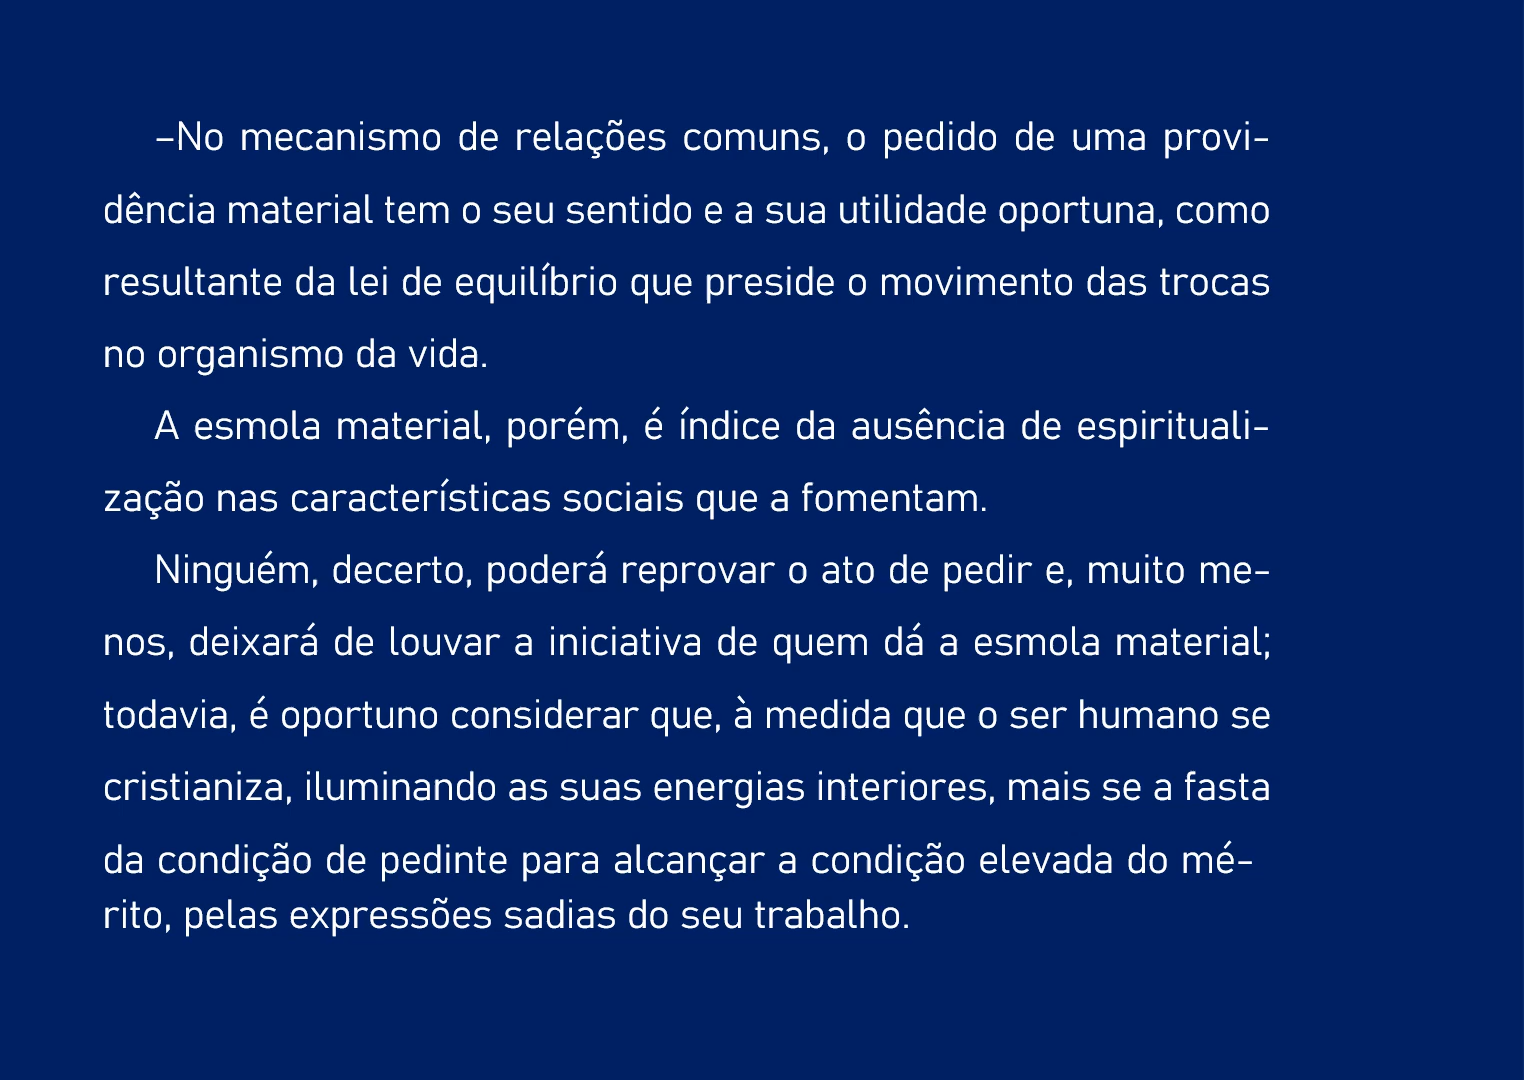 –No mecanismo de relações comuns, o pedido de uma provi-
dência material tem o seu sentido e a sua utilidade oportuna, como
resultante da lei de equilíbrio que preside o movimento das trocas
no organismo da vida.
A esmola material, porém, é índice da ausência de espirituali-
zação nas características sociais que a fomentam.
Ninguém, decerto, poderá reprovar o ato de pedir e, muito me-
nos, deixará de louvar a iniciativa de quem dá a esmola material;
todavia, é oportuno considerar que, à medida que o ser humano se
cristianiza, iluminando as suas energias interiores, mais se a fasta
da condição de pedinte para alcançar a condição elevada do mé-
rito, pelas expressões sadias do seu trabalho.